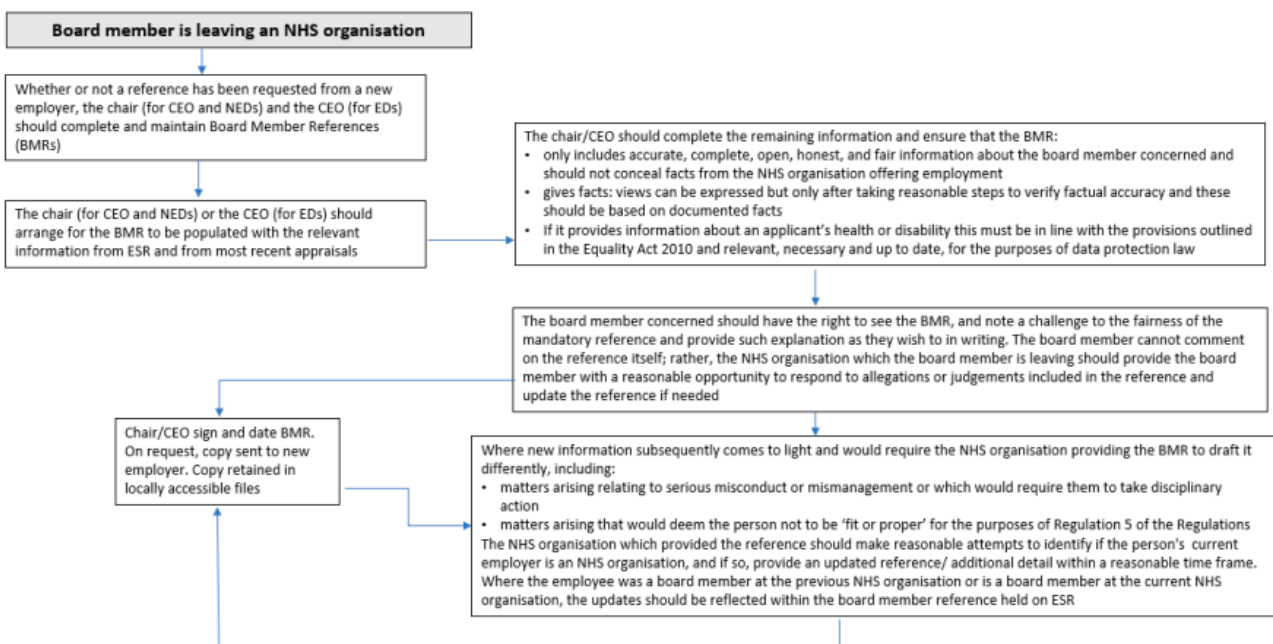 Board member is leaving an NHS organisation
Whether or not a reference has been requested from a new
employer, the chair (for CEO and NEDs) and the CEO (for EDs)
should complete and maintain Board Member References
(BMRs)
The chair (for CEO and NEDs) or the CEO (for EDs) should
arrange for the BMR to be populated with the relevant
information from ESR and from most recent appraisals
The chair/CEO should complete the remaining information and ensure that the BMR:
• only includes accurate, complete, open, honest, and fair information about the board member concerned and
should not conceal facts from the NHS organisation offering employment
• gives facts: views can be expressed but only after taking reasonable steps to verify factual accuracy and these
should be based on documented facts
• If it provides information about an applicant's health or disability this must be in line with the provisions outlined
in the Equality Act 2010 and relevant, necessary and up to date, for the purposes of data protection law
The board member concerned should have the right to see the BMR, and note a challenge to the fairness of the
mandatory reference and provide such explanation as they wish to in writing. The board member cannot comment
on the reference itself; rather, the NHS organisation which the board member is leaving should provide the board
member with a reasonable opportunity to respond to allegations or judgements included in the reference and
update the reference if needed
Chair/CEO sign and date BMR.
On request, copy sent to new
employer. Copy retained in
locally accessible files
Where new information subsequently comes to light and would require the NHS organisation providing the BMR to draft it
differently, including:
• matters arising relating to serious misconduct or mismanagement or which would require them to take disciplinary
action
• matters arising that would deem the person not to be 'fit or proper' for the purposes of Regulation 5 of the Regulations
The NHS organisation which provided the reference should make reasonable attempts to identify if the person's current
employer is an NHS organisation, and if so, provide an updated reference/ additional detail within a reasonable time frame.
Where the employee was a board member at the previous NHS organisation or is a board member at the current NHS
organisation, the updates should be reflected within the board member reference held on ESR